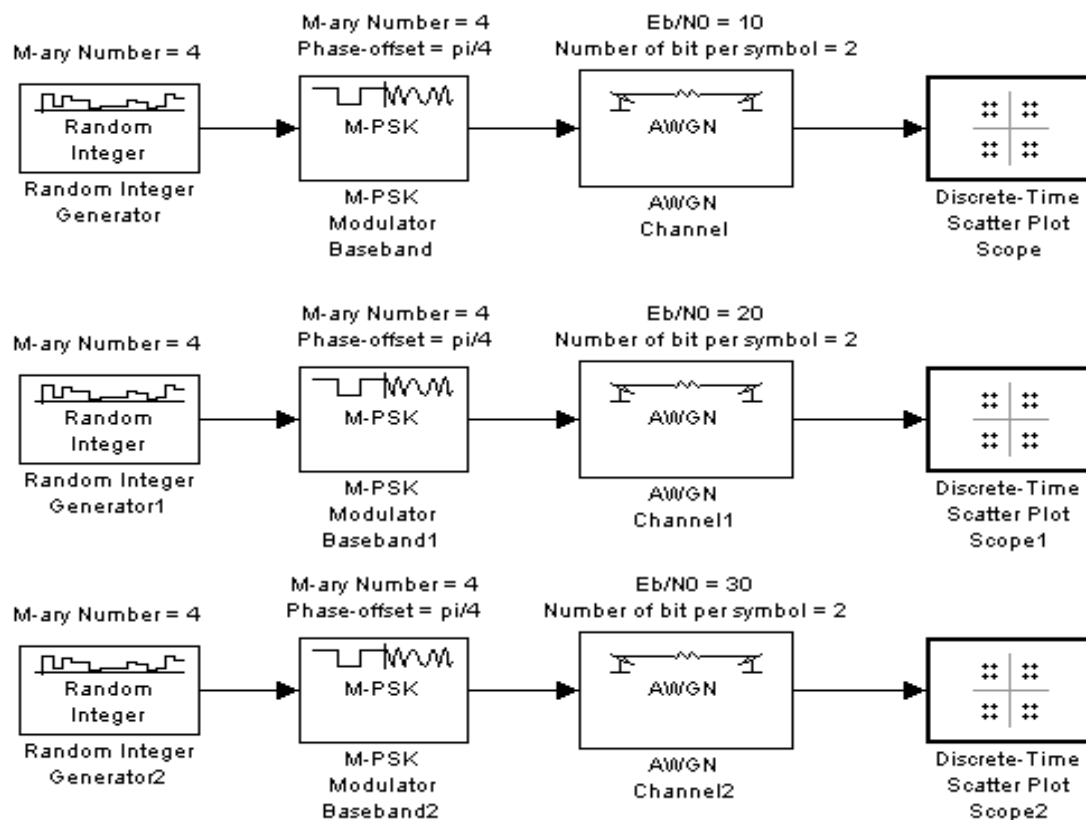 M-ary Number = 4
M-ary Number = 4
Phase-offset = pi/4
Eb/N0 = 10
Number of bit per symbol = 2
Random
Integer
M-PSK
AWGN
Random Integer
Generator
M-PSK
Modulator
Baseband
AWGN
Channel
Discrete-Time
Scatter Plot
Scope
M-ary Number = 4
M-ary Number = 4
Phase-offset = pi/4
Eb/N0 = 20
Number of bit per symbol = 2
Random
Integer
M-PSK
AWGN
Random Integer
Generator1
M-PSK
Modulator
Baseband1
AWGN
Channel1
Discrete-Time
Scatter Plot
Scope1
M-ary Number = 4
M-ary Number = 4
Phase-offset = pi/4
Eb/N0 = 30
Number of bit per symbol = 2
Random
Integer
M-PSK
AWGN
Random Integer
Generator2
M-PSK
Modulator
Baseband2
AWGN
Channel2
Discrete-Time
Scatter Plot
Scope2